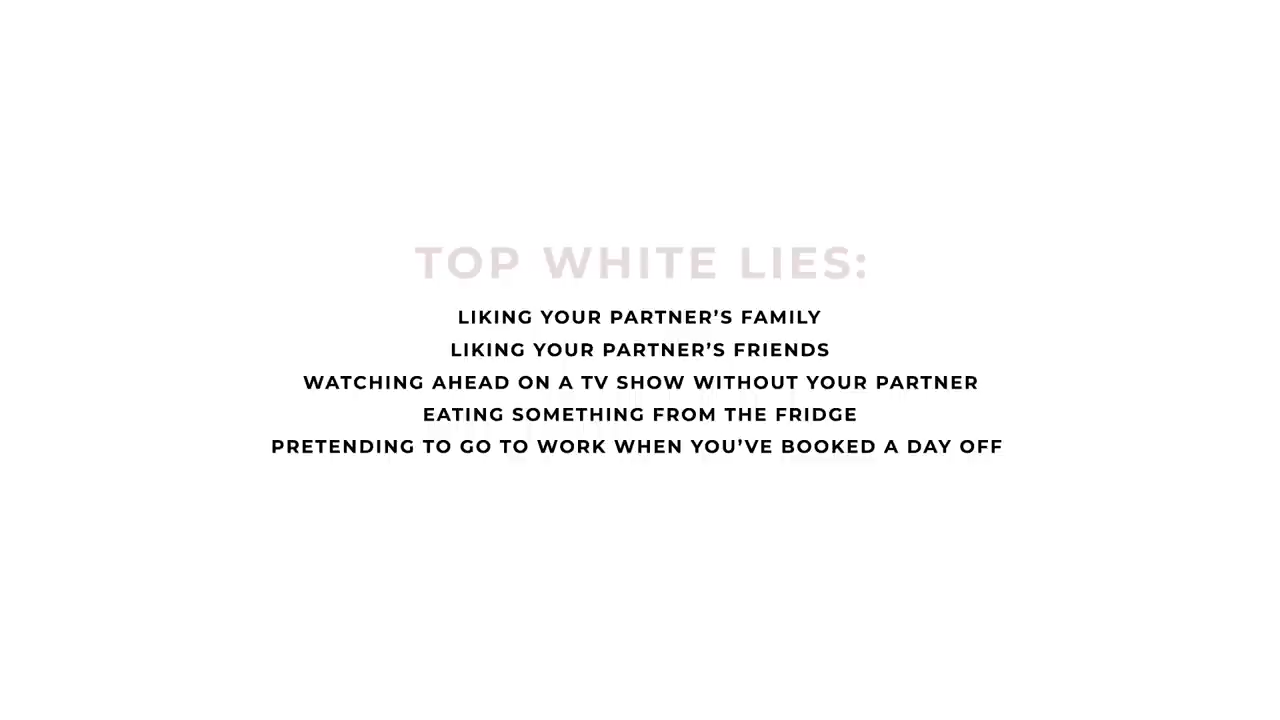 TOP WHITE LIES:
LIKING YOUR PARTNER’S FAMILY
LIKING YOUR PARTNER’S FRIENDS
WATCHING AHEAD ON A TV SHOW WITHOUT YOUR PARTNER
EATING SOMETHING FROM THE FRIDGE
PRETENDING TO GO TO WORK WHEN YOU’VE BOOKED A DAY OFF